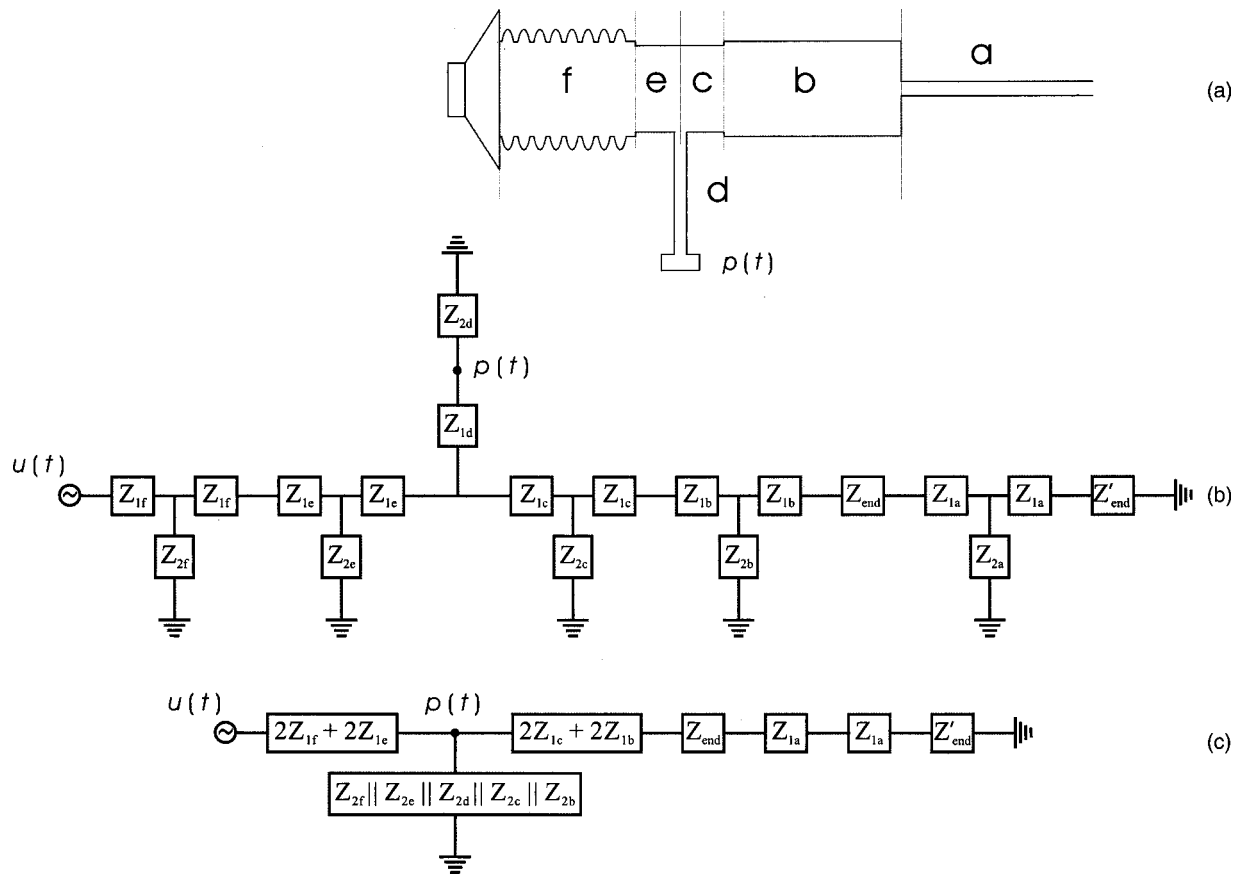 f e c b a
(a)
d
p(t)
Z2d
p(t)
Z1d
u(t)
Z1f Z1f Z1e Z1e Z1c Z1c Z1b Z1b Zend Z1a Z1a Z'end
(b)
Z2f Z2e Z2c Z2b Z2a
u(t) p(t)
2Z1f + 2Z1e 2Z1c + 2Z1b Zend Z1a Z1a Z'end
(c)
Z2f || Z2e || Z2d || Z2c || Z2b